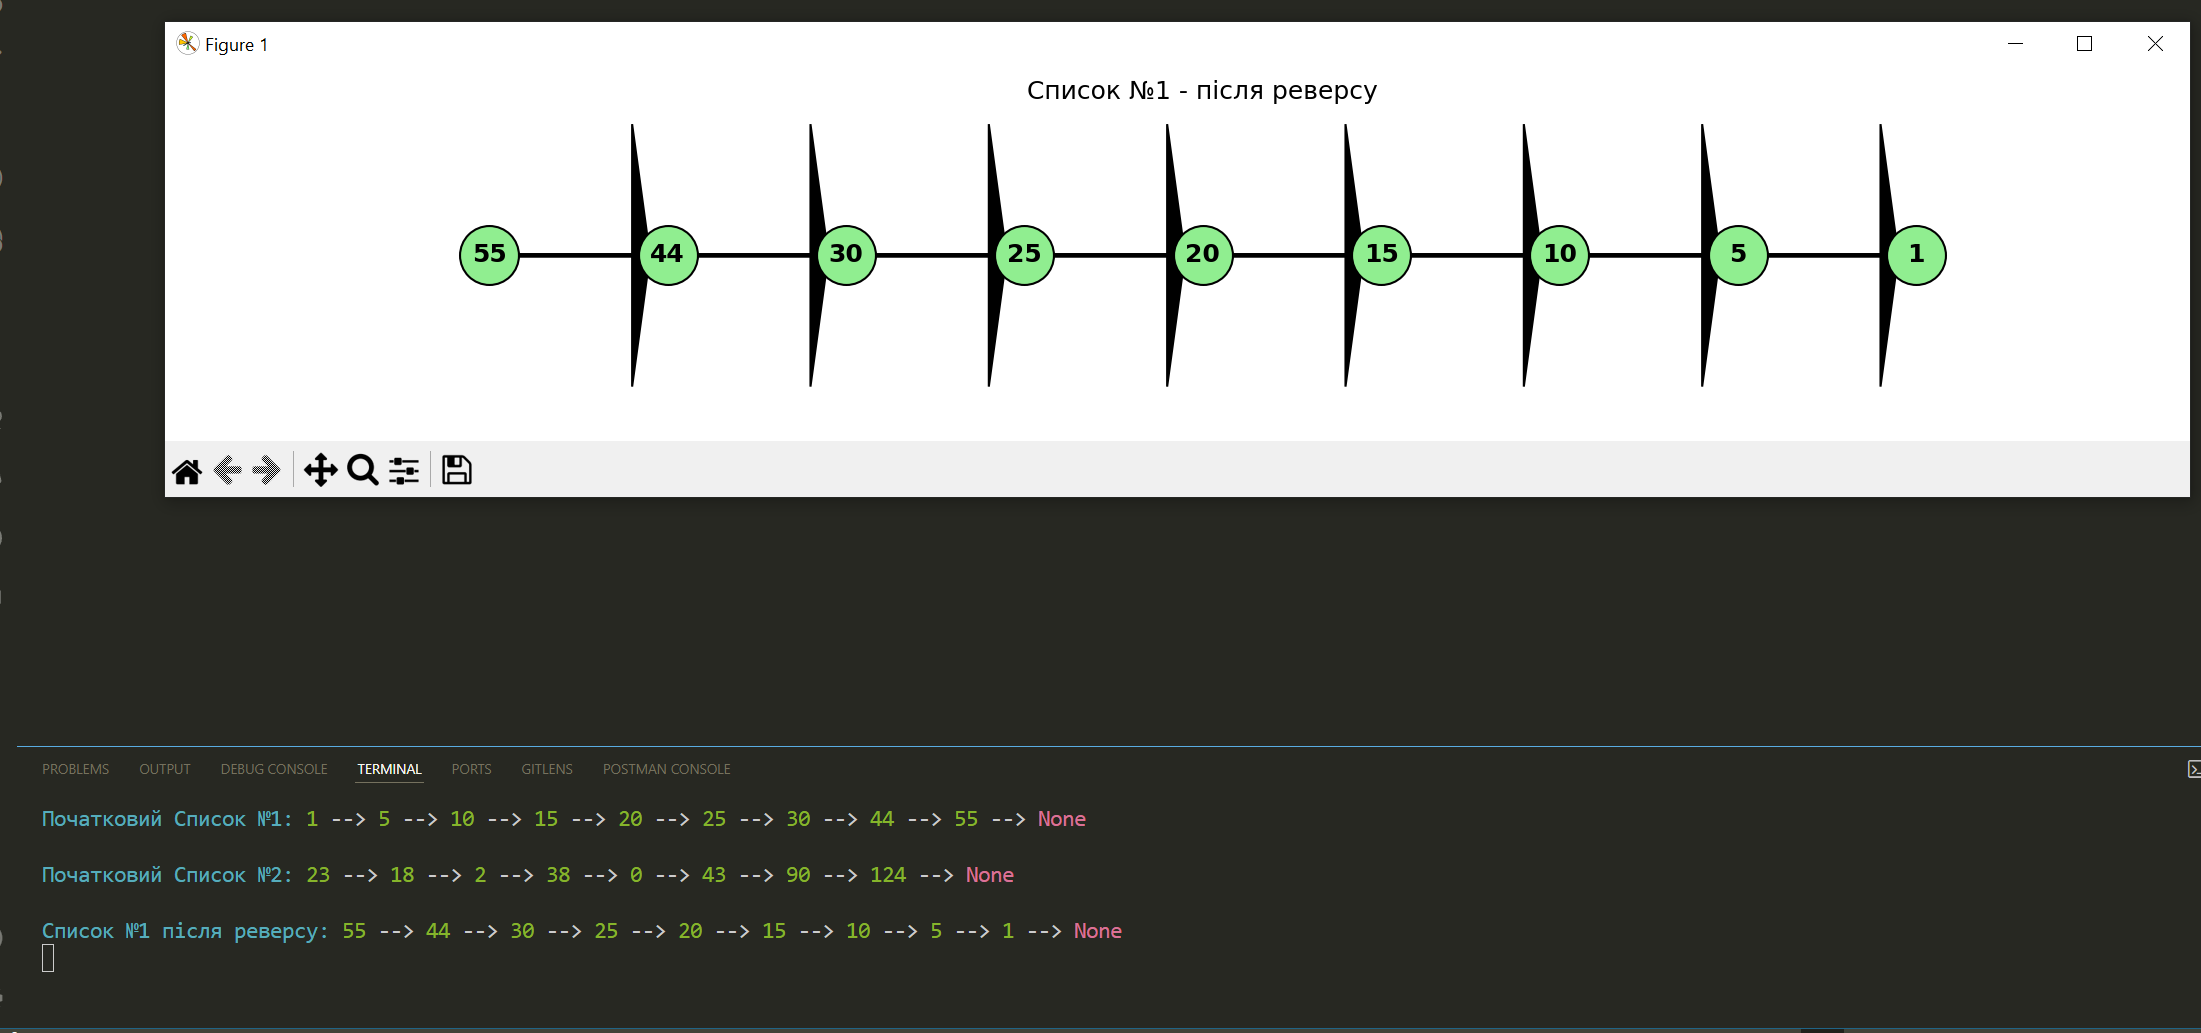 Figure 1
Список №1 - після реверсу
55 44 30 25 20 15 10 5 1
PROBLEMS OUTPUT DEBUG CONSOLE TERMINAL PORTS GITLENS POSTMAN CONSOLE
Початковий Список №1: 1 --> 5 --> 10 --> 15 --> 20 --> 25 --> 30 --> 44 --> 55 --> None
Початковий Список №2: 23 --> 18 --> 2 --> 38 --> 0 --> 43 --> 90 --> 124 --> None
Список №1 після реверсу: 55 --> 44 --> 30 --> 25 --> 20 --> 15 --> 10 --> 5 --> 1 --> None